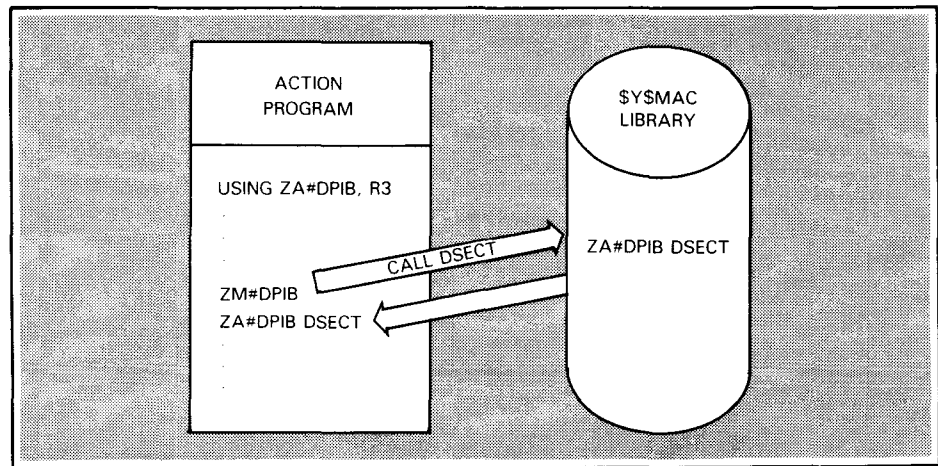 ACTION
PROGRAM
USING ZA#DPIB, R3
ZM#DPIB
ZA#DPIB DSECT
CALL DSECT
$Y$MAC
LIBRARY
ZA#DPIB DSECT